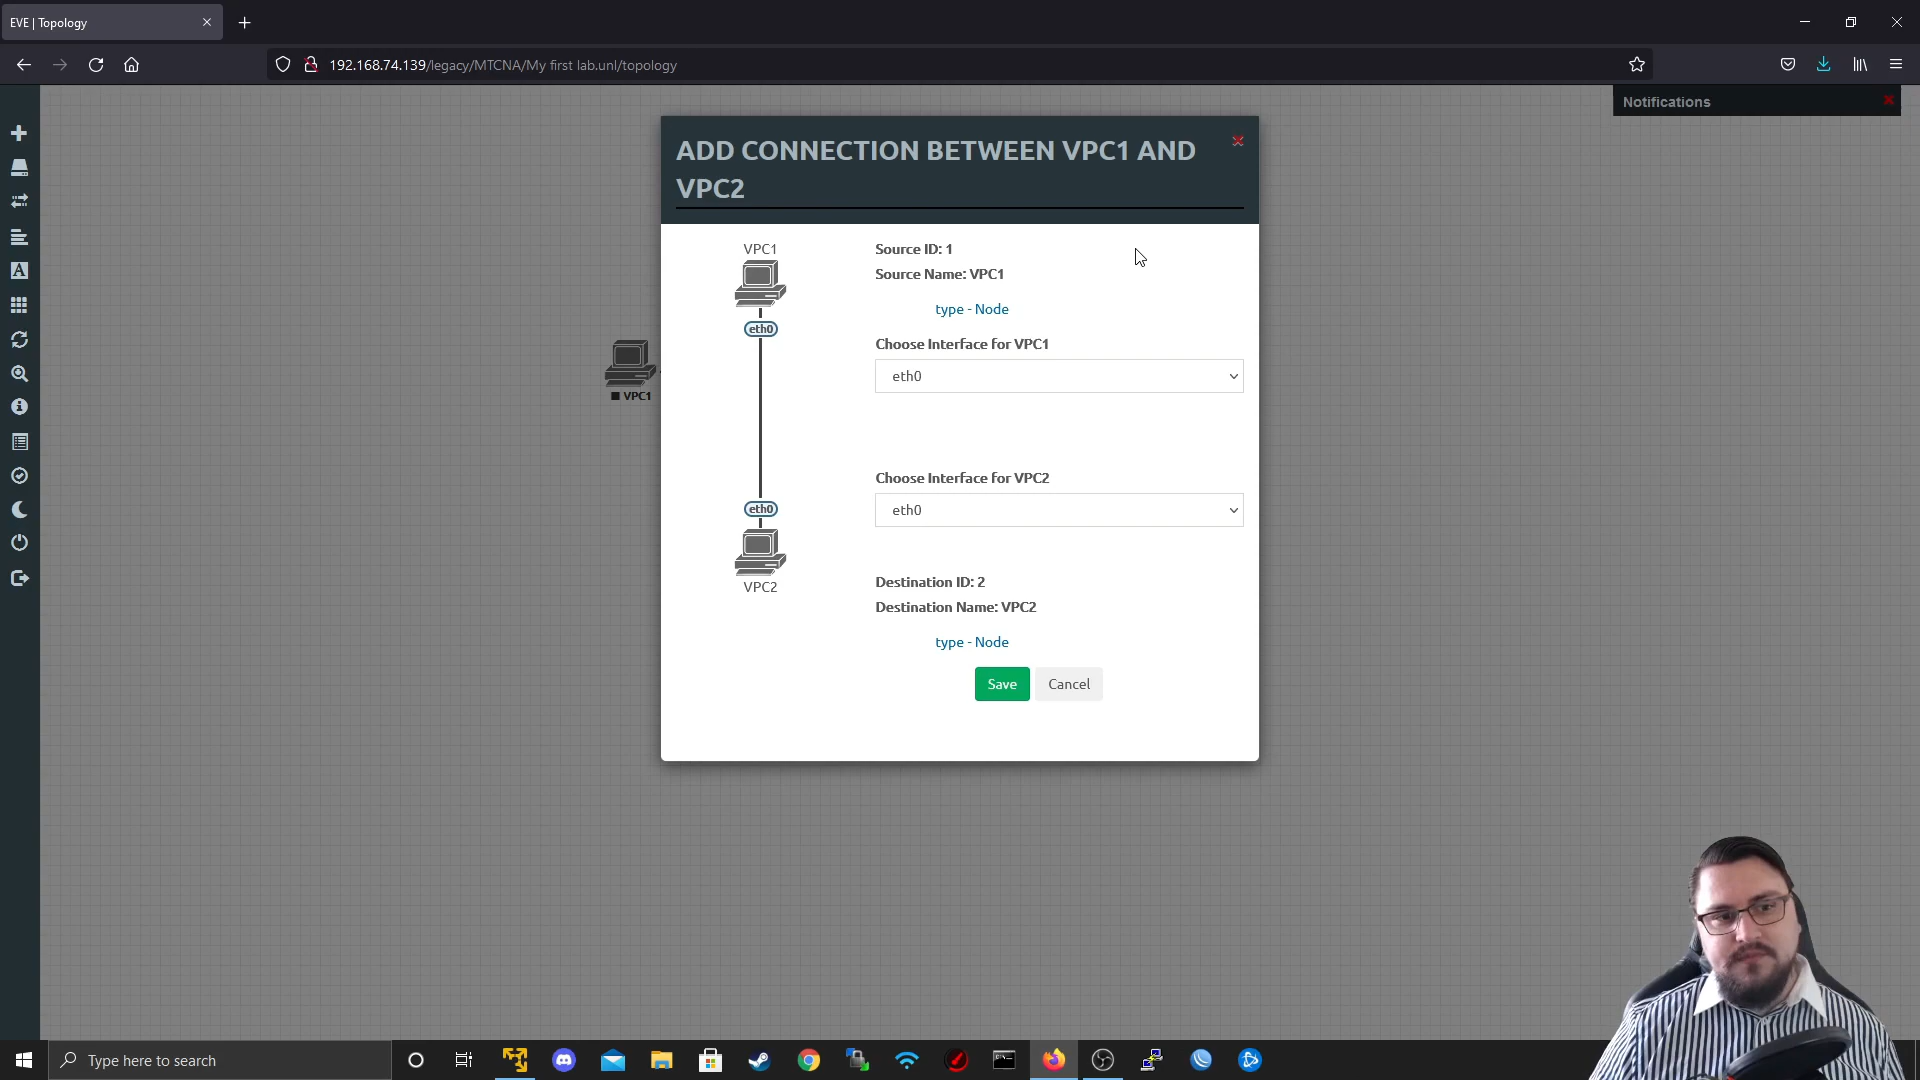 EVE | Topology
192.168.74.139/legacy/MTCNA/My first lab.unl/topology
Notifications
ADD CONNECTION BETWEEN VPC1 AND
VPC2
VPC1
Source ID: 1
Source Name: VPC1
type - Node
eth0
Choose Interface for VPC1
eth0
VPC1
Choose Interface for VPC2
eth0
eth0
VPC2
Destination ID: 2
Destination Name: VPC2
type - Node
Save
Cancel
A
Type here to search